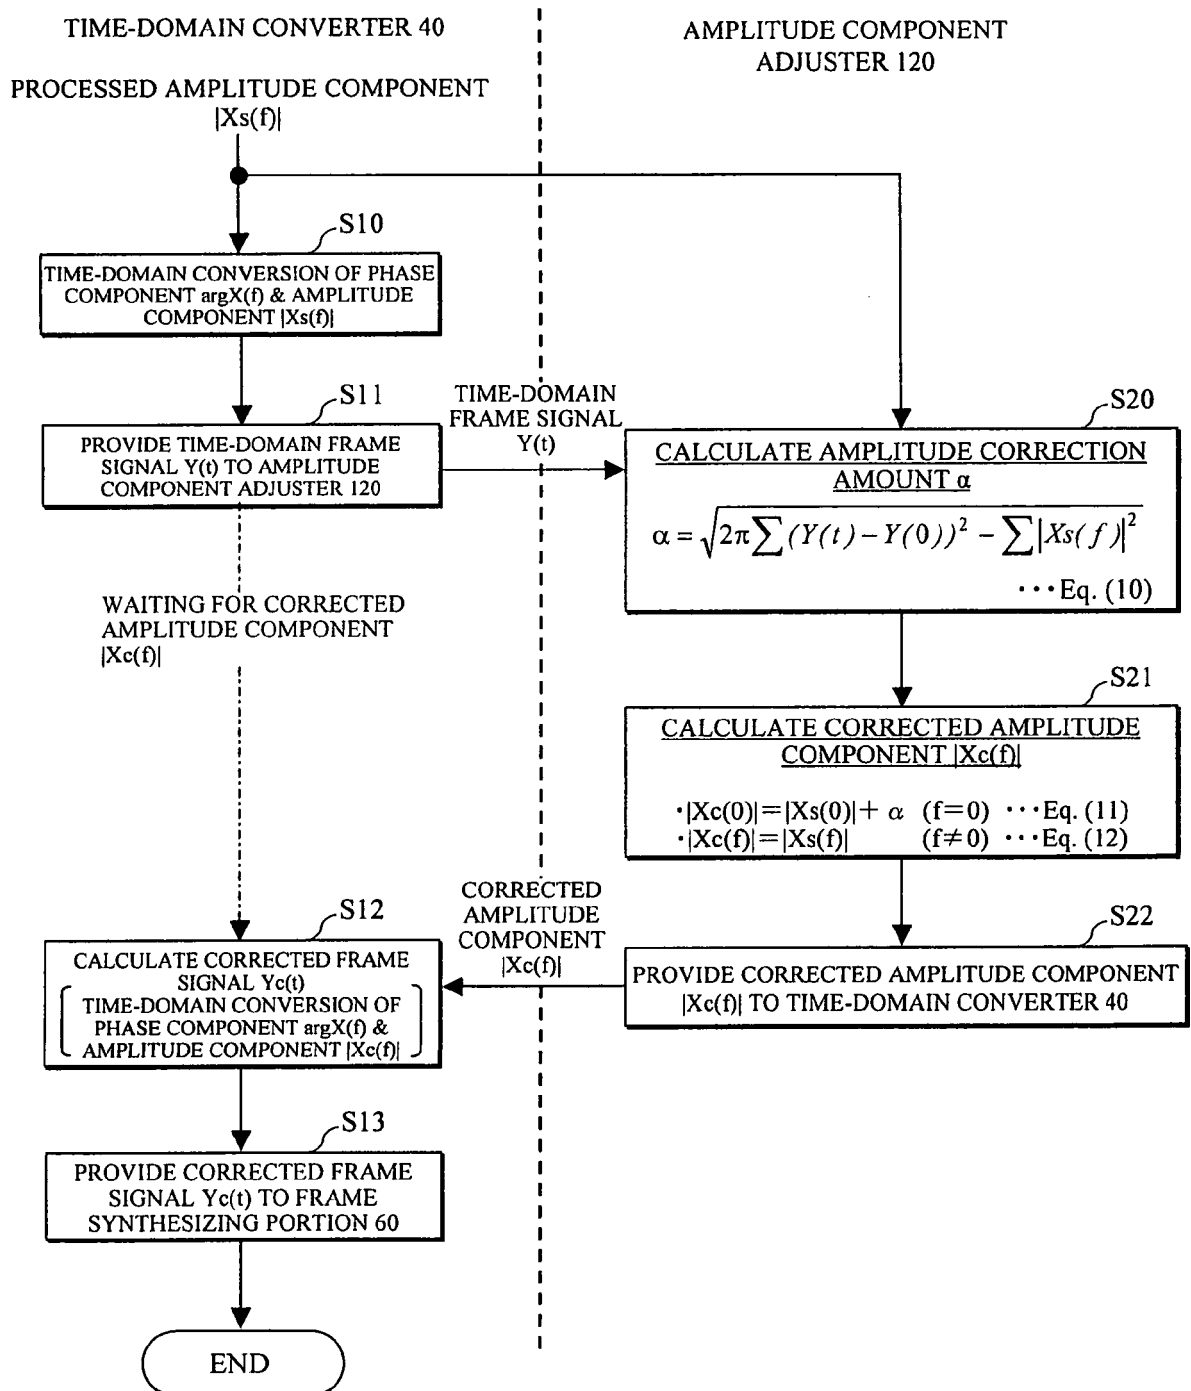 TIME-DOMAIN CONVERTER 40
AMPLITUDE COMPONENT
ADJUSTER 120
PROCESSED AMPLITUDE COMPONENT
|Xs(f)|
S10
TIME-DOMAIN CONVERSION OF PHASE
COMPONENT argX(f) & AMPLITUDE
COMPONENT |Xs(f)|
S11
PROVIDE TIME-DOMAIN FRAME
SIGNAL Y(t) TO AMPLITUDE
COMPONENT ADJUSTER 120
TIME-DOMAIN
FRAME SIGNAL
Y(t)
S20
CALCULATE AMPLITUDE CORRECTION
AMOUNT α
α = √2π∑(Y(t)−Y(0))² − ∑|Xs(f)|²
···Eq. (10)
WAITING FOR CORRECTED
AMPLITUDE COMPONENT
|Xc(f)|
S21
CALCULATE CORRECTED AMPLITUDE
COMPONENT |Xc(f)|
·|Xc(0)|=|Xs(0)|+ α (f=0) ···Eq. (11)
·|Xc(f)|=|Xs(f)| (f≠0) ···Eq. (12)
CORRECTED
AMPLITUDE
COMPONENT
|Xc(f)|
S22
PROVIDE CORRECTED AMPLITUDE COMPONENT
|Xc(f)| TO TIME-DOMAIN CONVERTER 40
S12
CALCULATE CORRECTED FRAME
SIGNAL Yc(t)
TIME-DOMAIN CONVERSION OF
PHASE COMPONENT argX(f) &
AMPLITUDE COMPONENT |Xc(f)|
S13
PROVIDE CORRECTED FRAME
SIGNAL Yc(t) TO FRAME
SYNTHESIZING PORTION 60
END